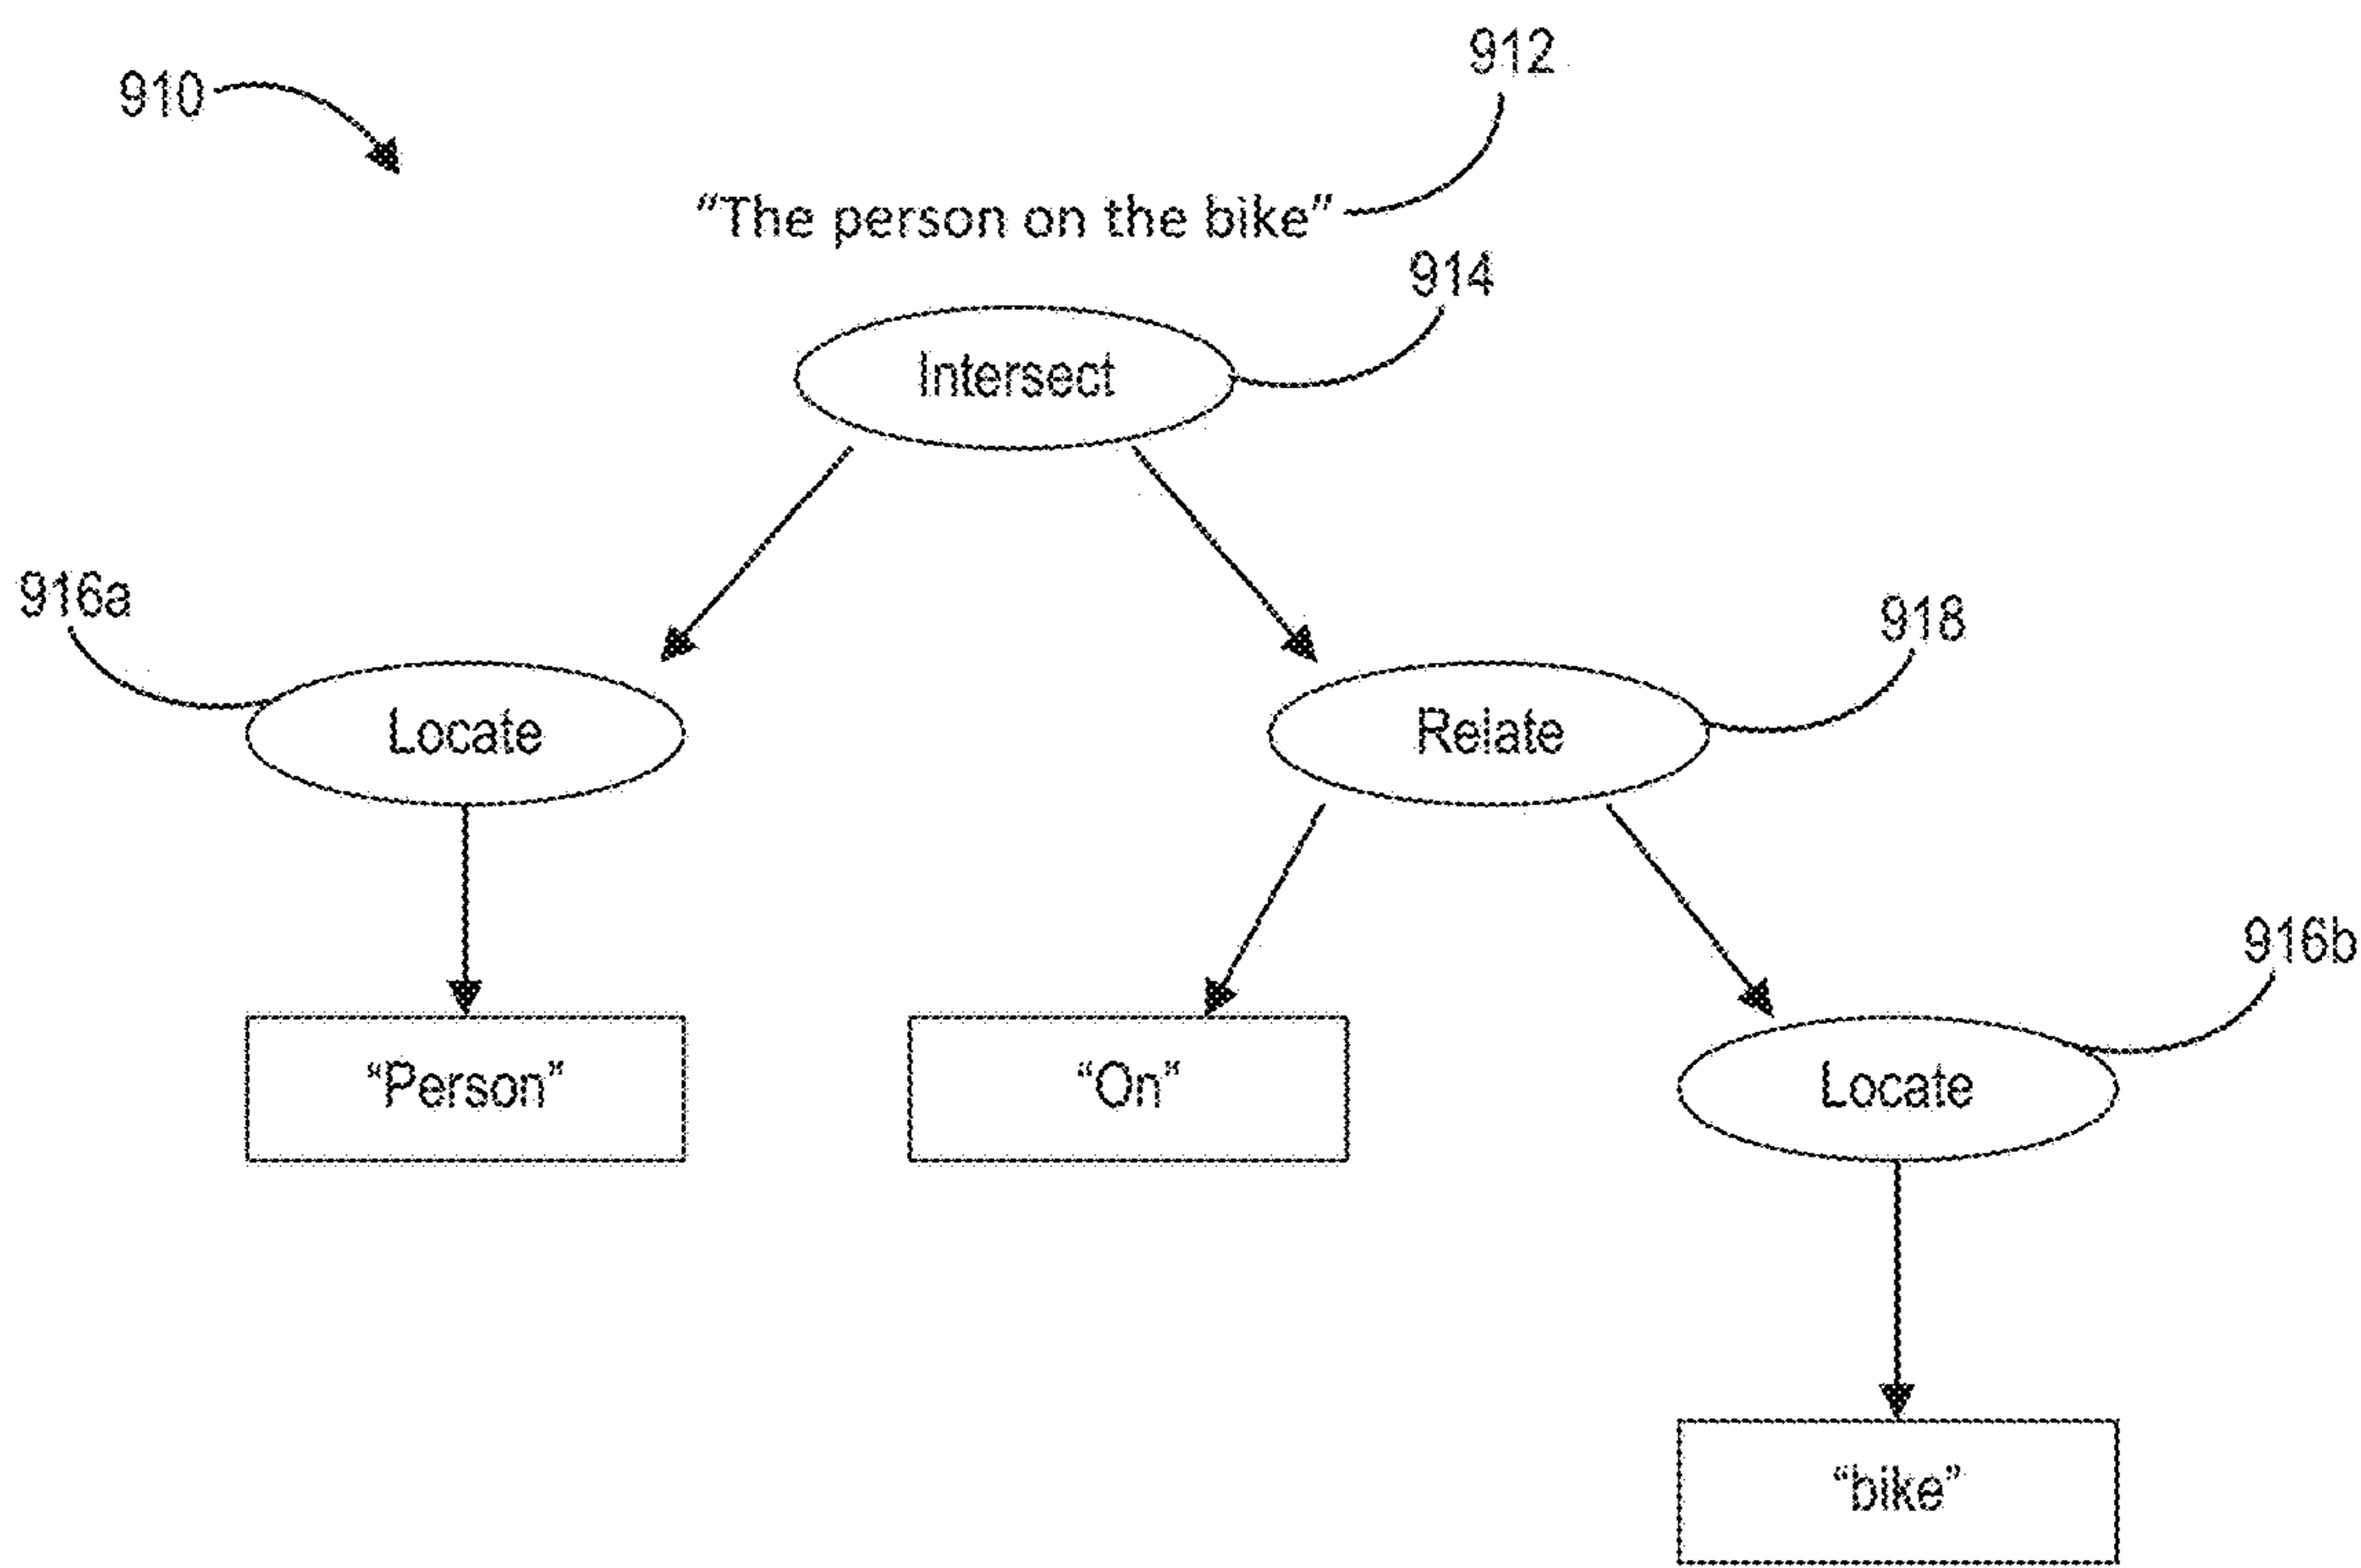 912
910
“The person on the bike”
914
Intersect
916a
918
Locate
Relate
916b
“Person”
“On”
Locate
“bike”